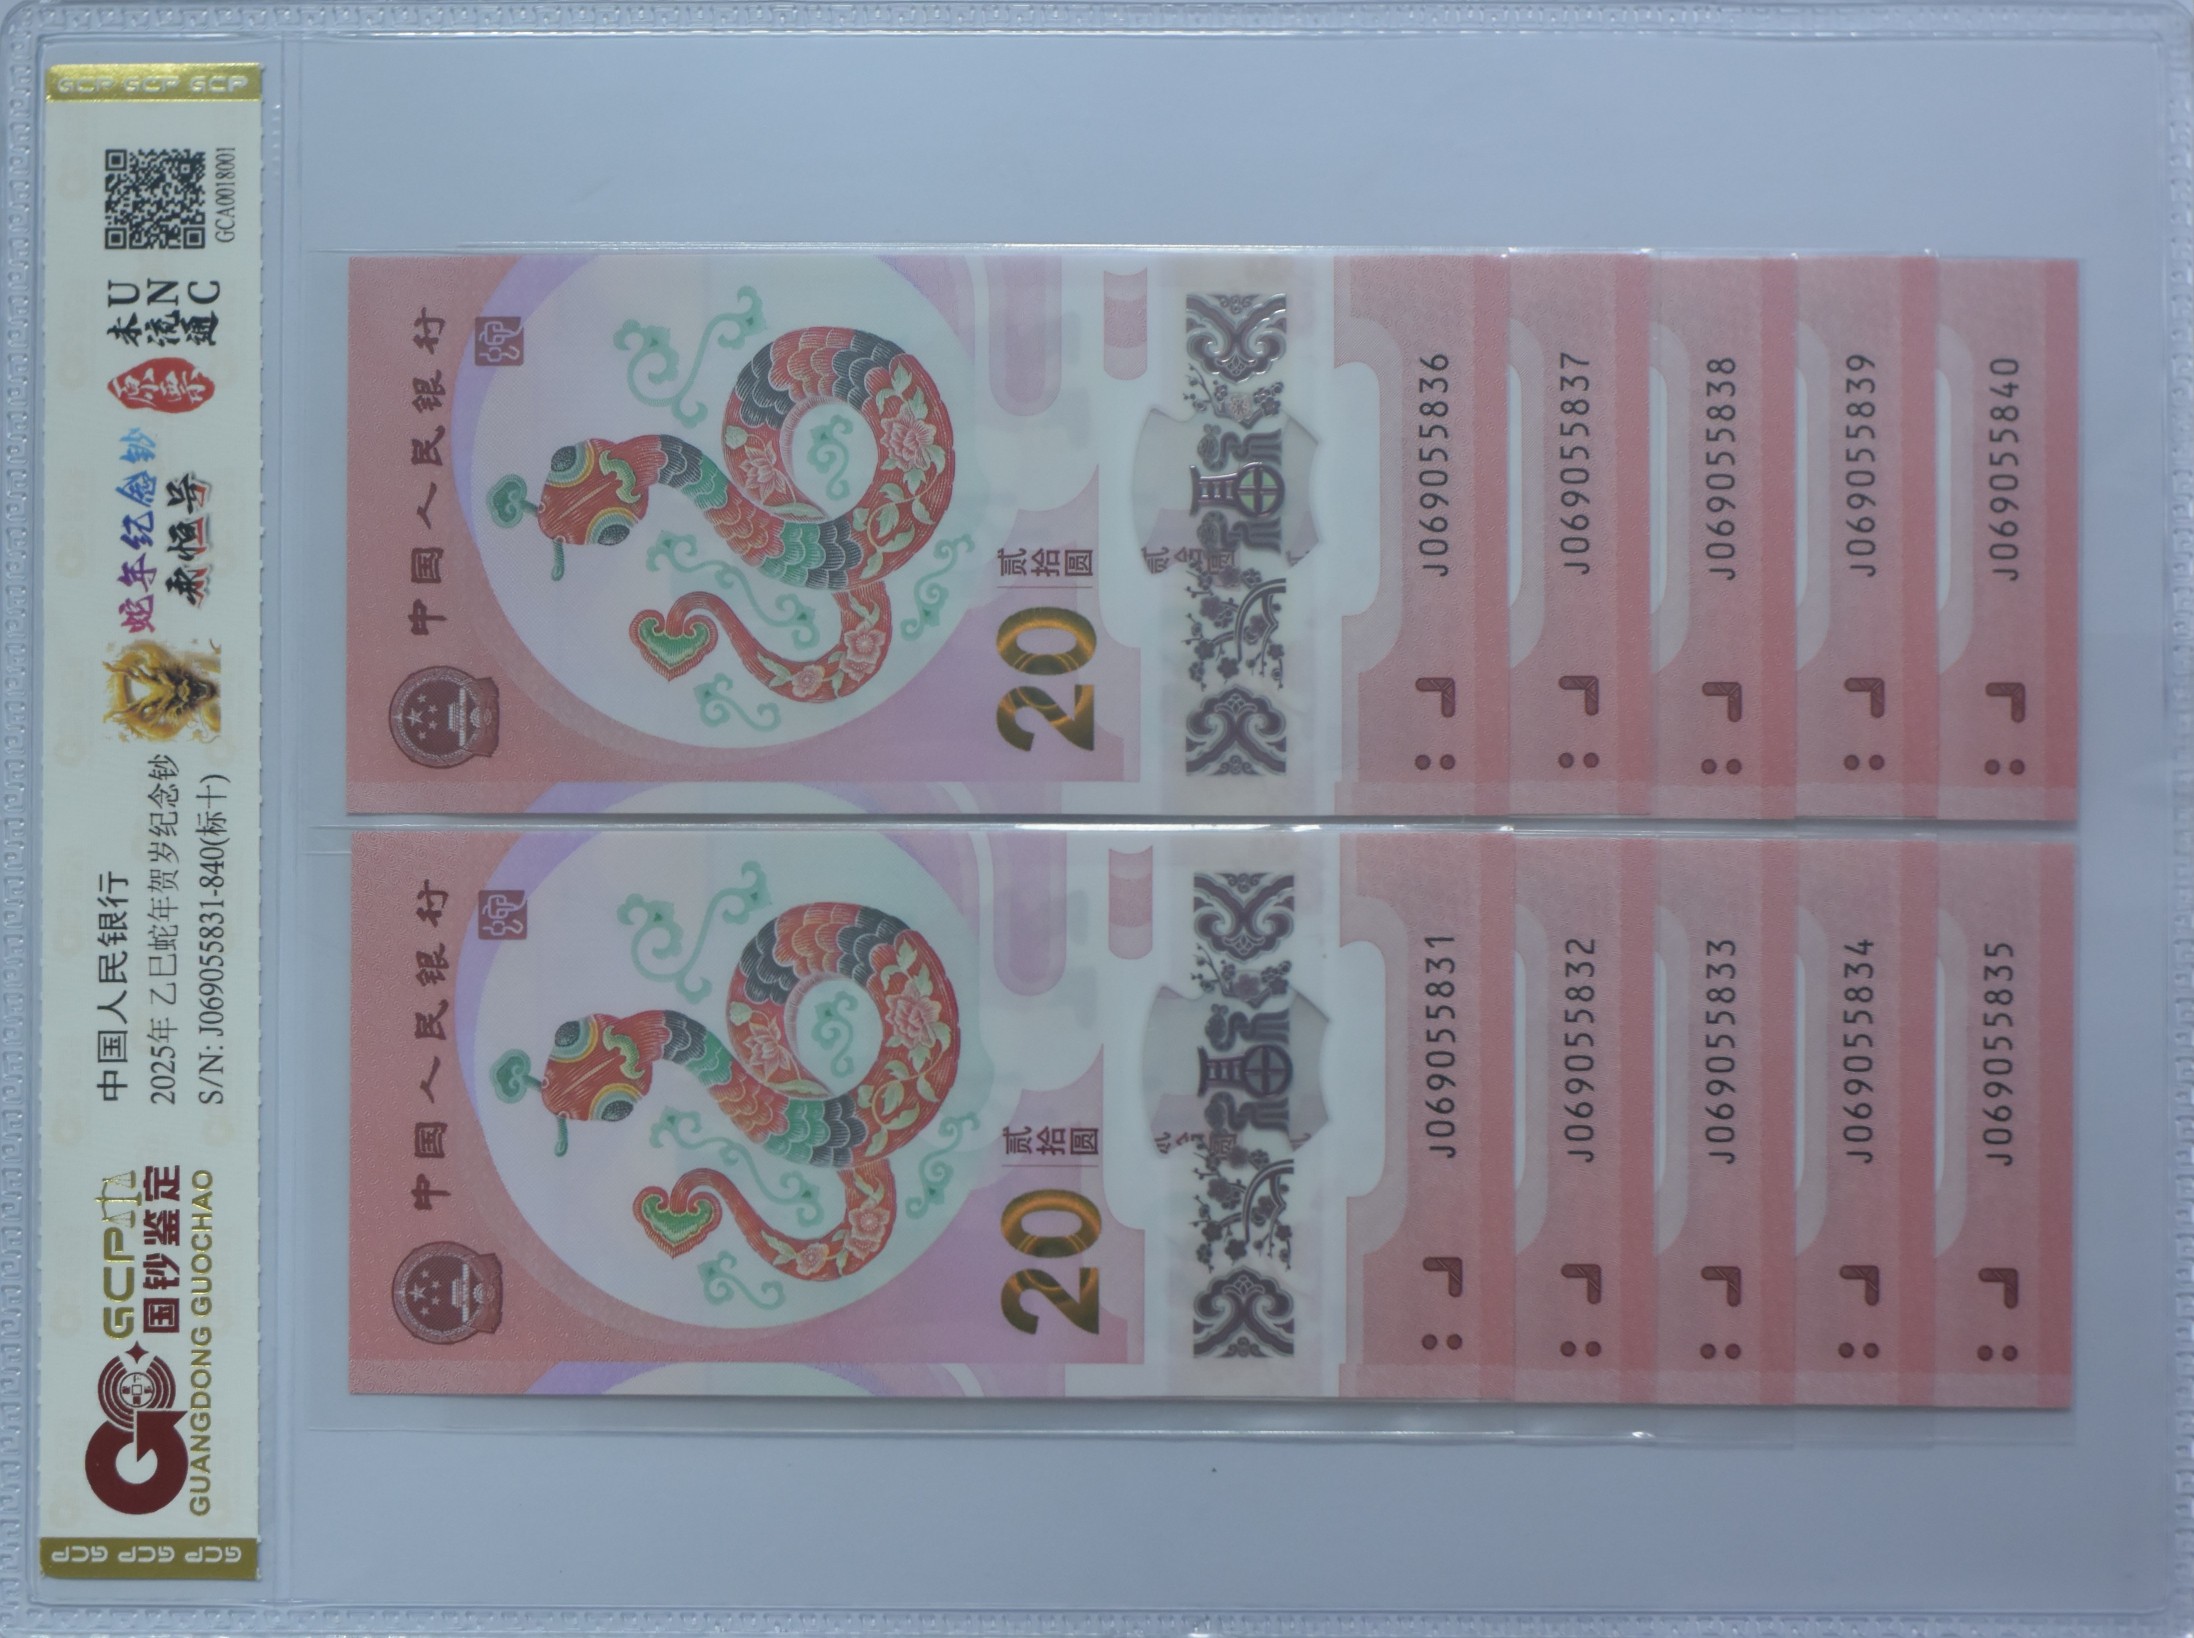 GCP GCP GCP
GCP
国钞鉴定
GUANGDONG GUOCHAO
中国人民银行
2025年 乙巳蛇年贺岁纪念钞
S/N: J069055831-840(标十)
蛇年纪念钞
永恒号
原票
未流通
UNC
GCA0018001
GCP GCP GCP
中国人民银行
20
贰拾圆
福
J069055831
J069055832
J069055833
J069055834
J069055835
中国人民银行
20
贰拾圆
福
J069055836
J069055837
J069055838
J069055839
J069055840